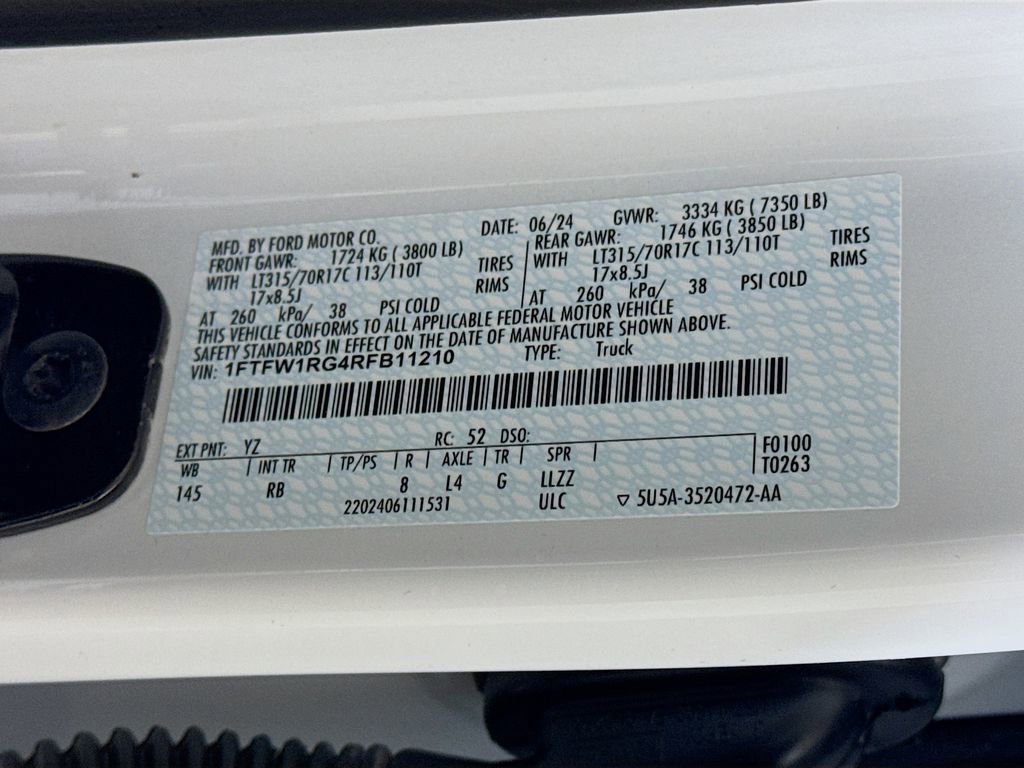 MFD. BY FORD MOTOR CO. DATE: 06/24 GVWR: 3334 KG ( 7350 LB)
FRONT GAWR: 1724 KG ( 3800 LB) REAR GAWR: 1746 KG ( 3850 LB)
WITH LT315/70R17C 113/110T TIRES WITH LT315/70R17C 113/110T TIRES
17x8.5J RIMS 17x8.5J RIMS
AT 260 kPa/ 38 PSI COLD AT 260 kPa/ 38 PSI COLD
THIS VEHICLE CONFORMS TO ALL APPLICABLE FEDERAL MOTOR VEHICLE
SAFETY STANDARDS IN EFFECT ON THE DATE OF MANUFACTURE SHOWN ABOVE.
VIN: 1FTFW1RG4RFB11210 TYPE: Truck
EXT PNT: YZ RC: 52 DSO:
WB INT TR TP/PS R AXLE TR SPR F0100
145 RB 8 L4 G LLZZ T0263
2202406111531 ULC ▽ 5U5A-3520472-AA